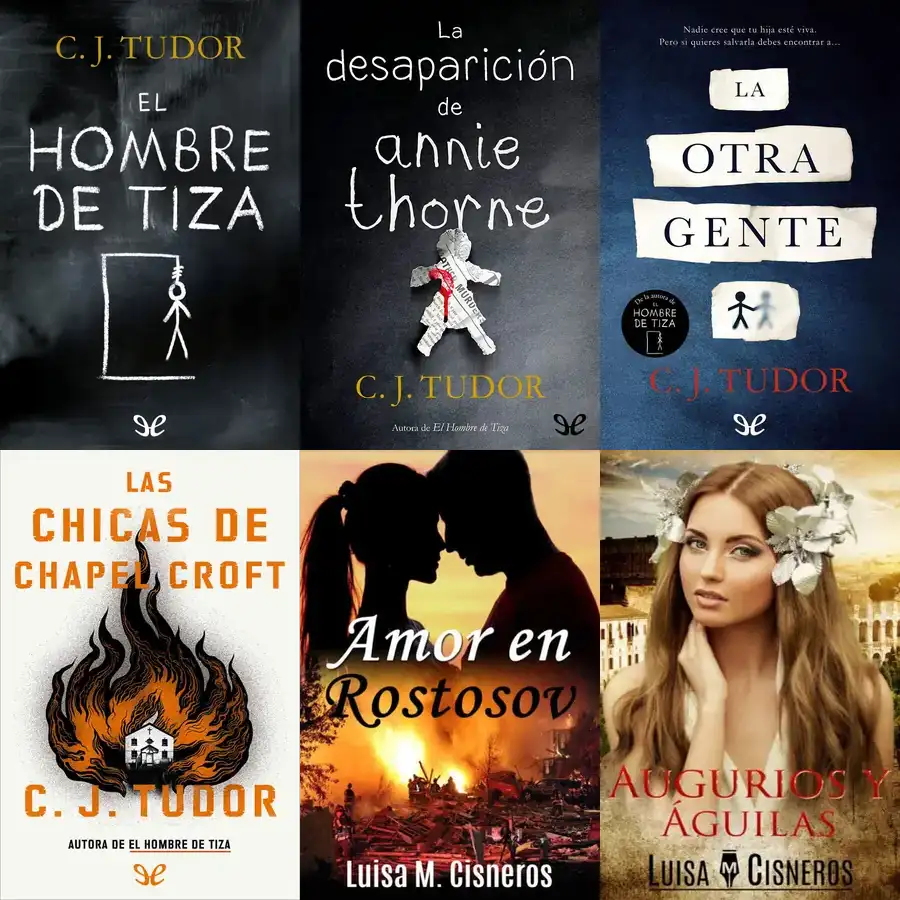 C. J. TUDOR
EL
HOMBRE
DE TIZA
La
desaparición
de
annie
thorne
C. J. TUDOR
Autora de El Hombre de Tiza
Nadie cree que tu hija esté viva.
Pero si quieres salvarla debes encontrar a...
LA
OTRA
GENTE
De la autora de
EL
HOMBRE
DE TIZA
C. J. TUDOR
LAS
CHICAS DE
CHAPEL CROFT
C. J. TUDOR
AUTORA DE EL HOMBRE DE TIZA
Amor en
Rostosov
Luisa M. Cisneros
AUGURIOS Y
ÁGUILAS
LUISA M CISNEROS